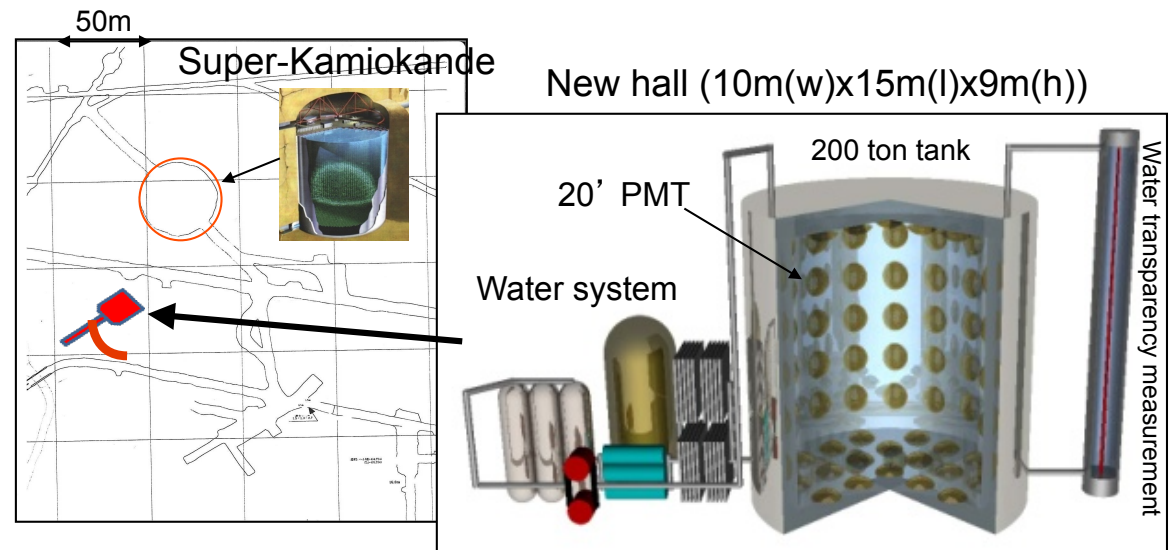 50m
Super-Kamiokande
New hall (10m(w)x15m(l)x9m(h))
200 ton tank
20’ PMT
Water system
Water transparency measurement